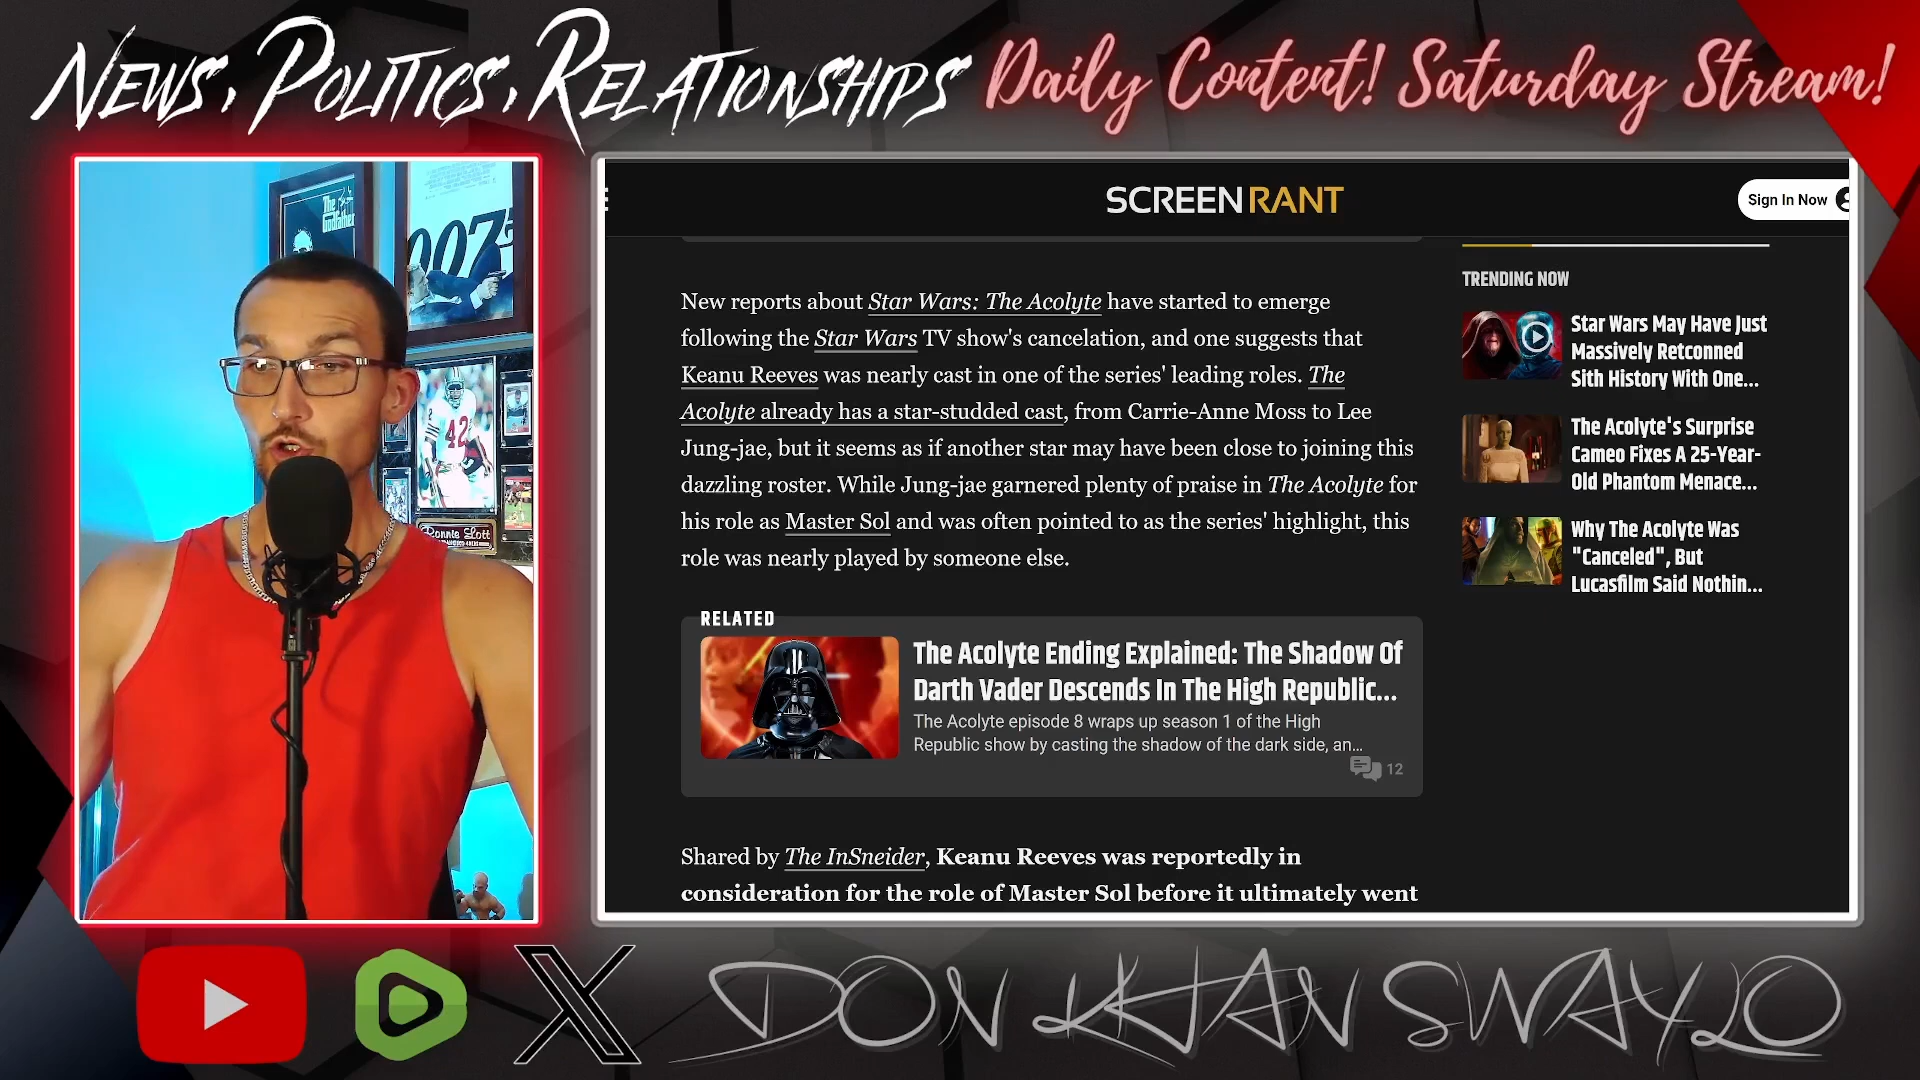 NEWS, POLITICS, RELATIONSHIPS Daily Content! Saturday Stream!
The
Godfather
007
42
Ronnie Lott
SCREENRANT
Sign In Now
New reports about Star Wars: The Acolyte have started to emerge
following the Star Wars TV show's cancelation, and one suggests that
Keanu Reeves was nearly cast in one of the series' leading roles. The
Acolyte already has a star-studded cast, from Carrie-Anne Moss to Lee
Jung-jae, but it seems as if another star may have been close to joining this
dazzling roster. While Jung-jae garnered plenty of praise in The Acolyte for
his role as Master Sol and was often pointed to as the series' highlight, this
role was nearly played by someone else.
RELATED
The Acolyte Ending Explained: The Shadow Of
Darth Vader Descends In The High Republic...
The Acolyte episode 8 wraps up season 1 of the High
Republic show by casting the shadow of the dark side, an...
12
Shared by The InSneider, Keanu Reeves was reportedly in
consideration for the role of Master Sol before it ultimately went
TRENDING NOW
Star Wars May Have Just
Massively Retconned
Sith History With One...
The Acolyte's Surprise
Cameo Fixes A 25-Year-
Old Phantom Menace...
Why The Acolyte Was
"Canceled", But
Lucasfilm Said Nothin...
X DON KHAN SWAYLO